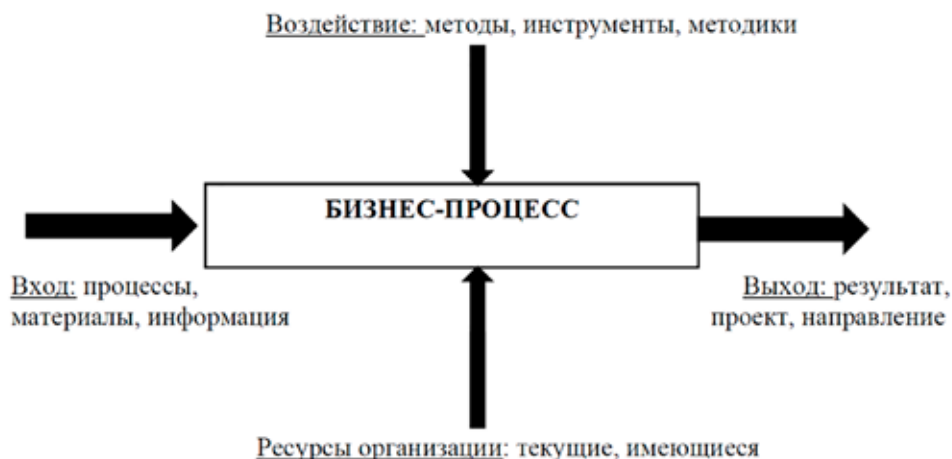 Воздействие: методы, инструменты, методики
БИЗНЕС-ПРОЦЕСС
Вход: процессы,
материалы, информация
Выход: результат,
проект, направление
Ресурсы организации: текущие, имеющиеся